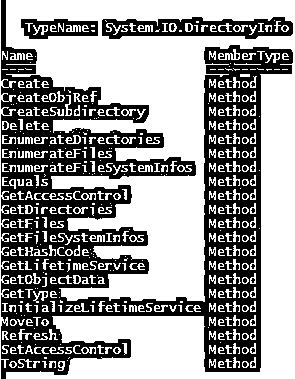 TypeName: System.IO.DirectoryInfo
Name MemberType
---- ----------
Create Method
CreateObjRef Method
CreateSubdirectory Method
Delete Method
EnumerateDirectories Method
EnumerateFiles Method
EnumerateFileSystemInfos Method
Equals Method
GetAccessControl Method
GetDirectories Method
GetFiles Method
GetFileSystemInfos Method
GetHashCode Method
GetLifetimeService Method
GetObjectData Method
GetType Method
InitializeLifetimeService Method
MoveTo Method
Refresh Method
SetAccessControl Method
ToString Method